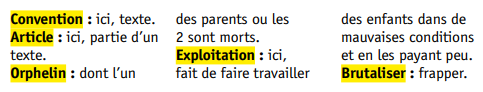 Convention : ici, texte.
Article : ici, partie d'un
texte.
Orphelin : dont l'un
des parents ou les
2 sont morts.
Exploitation : ici,
fait de faire travailler
des enfants dans de
mauvaises conditions
et en les payant peu.
Brutaliser : frapper.